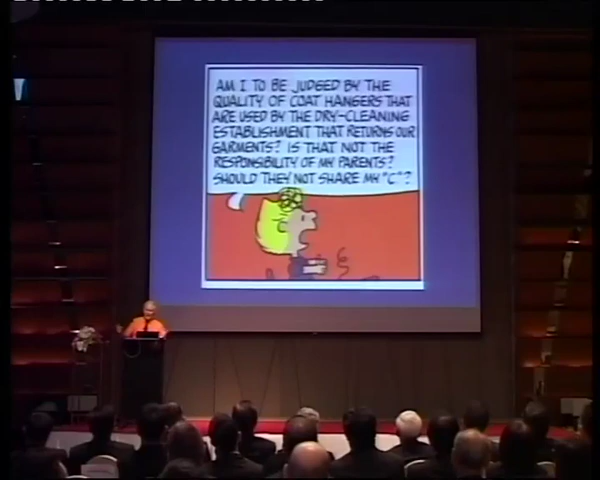 AM I TO BE JUDGED BY THE
QUALITY OF COAT HANGERS THAT
ARE USED BY THE DRY-CLEANING
ESTABLISHMENT THAT RETURNS OUR
GARMENTS? IS THAT NOT THE
RESPONSIBILITY OF MY PARENTS?
SHOULD THEY NOT SHARE MY "C"?